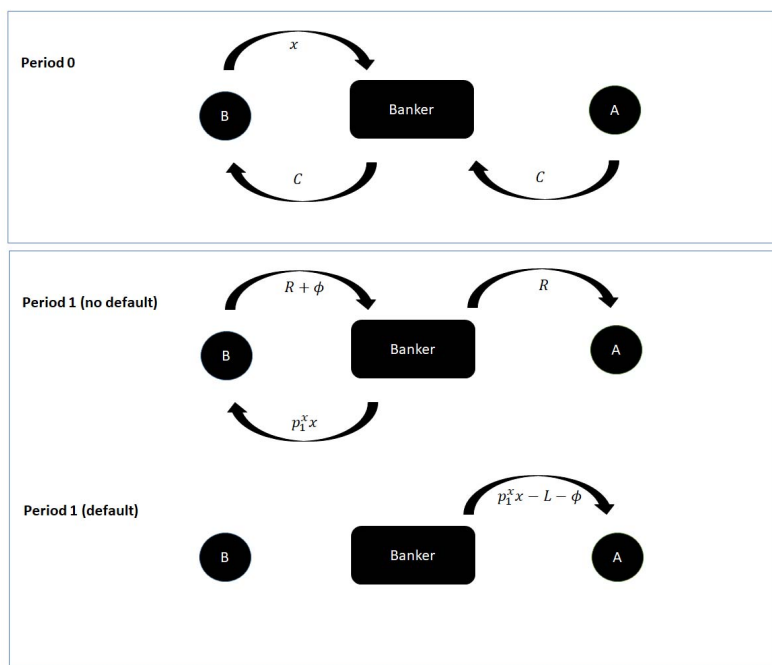 x
Period 0
B
Banker
A
C
C
R + ϕ
R
Period 1 (no default)
B
Banker
A
p₁ˣx
p₁ˣx − L − ϕ
Period 1 (default)
B
Banker
A